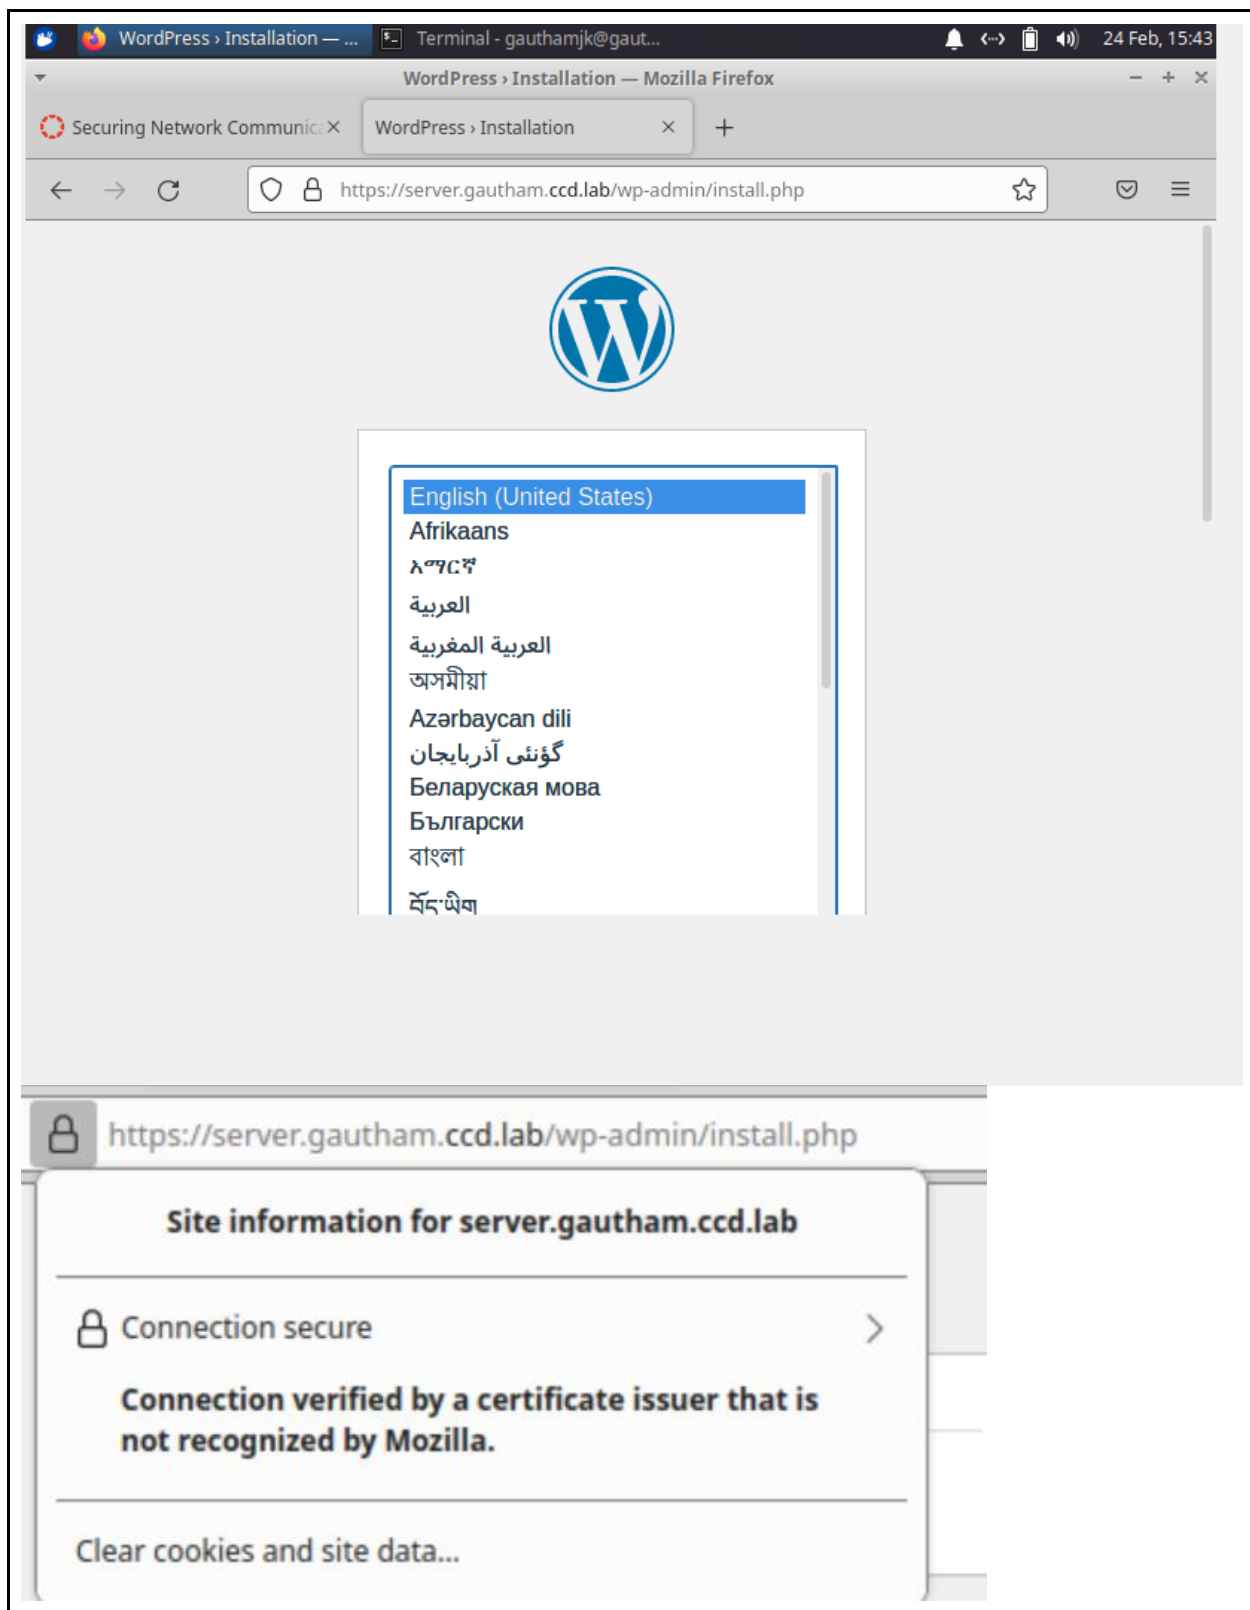 WordPress › Installation — ... Terminal - gauthamjk@gaut... 24 Feb, 15:43
WordPress › Installation — Mozilla Firefox
Securing Network Communic WordPress › Installation
https://server.gautham.ccd.lab/wp-admin/install.php
English (United States)
Afrikaans
አማርኛ
العربية
العربية المغربية
অসমীয়া
Azərbaycan dili
گؤنئی آذربایجان
Беларуская мова
Български
বাংলা
བོད་ཡིག
https://server.gautham.ccd.lab/wp-admin/install.php
Site information for server.gautham.ccd.lab
Connection secure
Connection verified by a certificate issuer that is
not recognized by Mozilla.
Clear cookies and site data...